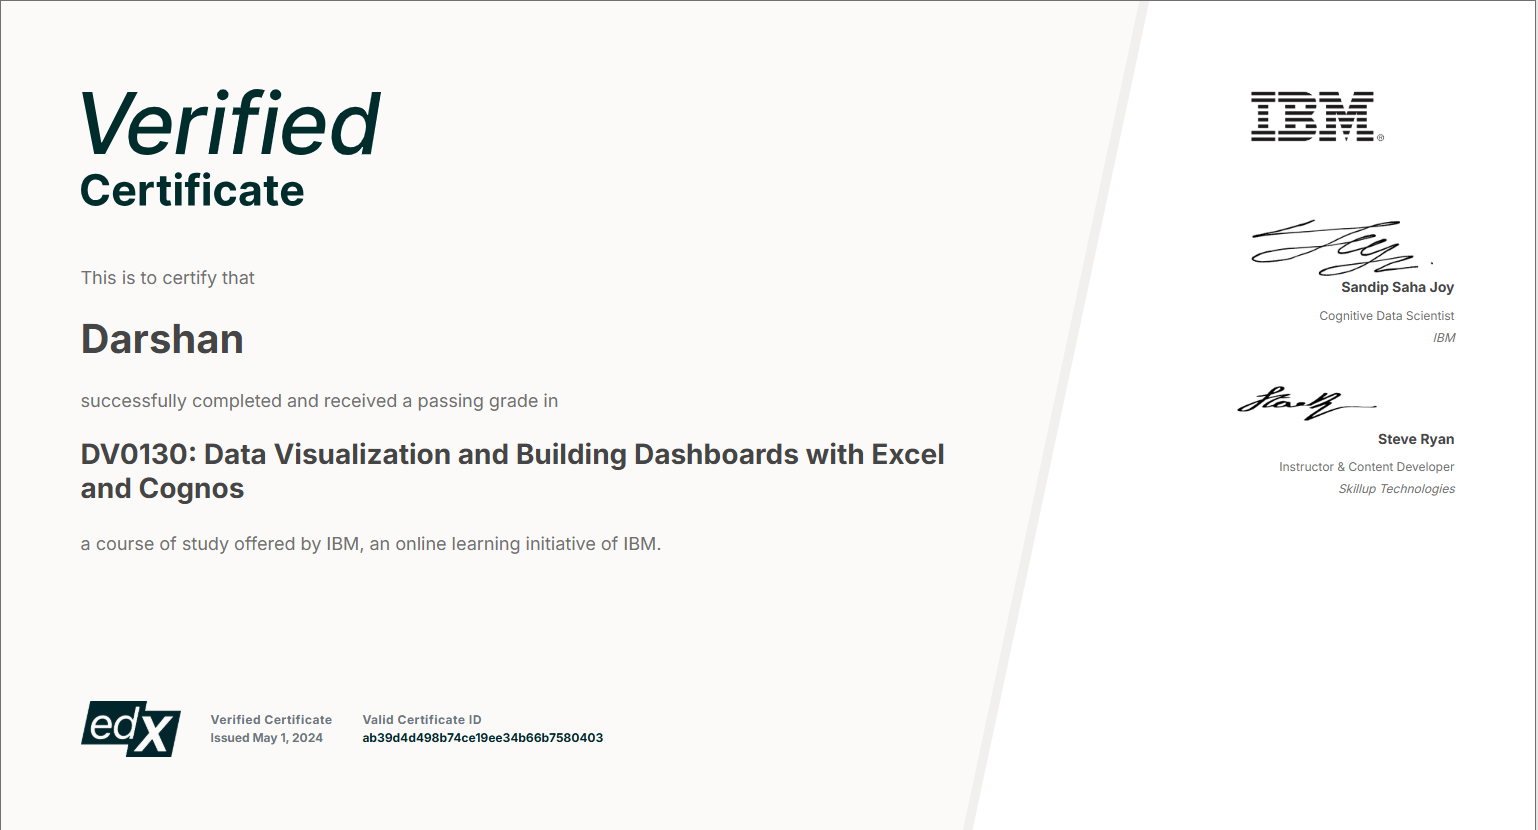 Verified
Certificate
This is to certify that
Darshan
successfully completed and received a passing grade in
DV0130: Data Visualization and Building Dashboards with Excel
and Cognos
a course of study offered by IBM, an online learning initiative of IBM.
edX
Verified Certificate
Issued May 1, 2024
Valid Certificate ID
ab39d4d498b74ce19ee34b66b7580403
IBM®
Sandip Saha Joy
Cognitive Data Scientist
IBM
Steve Ryan
Instructor & Content Developer
Skillup Technologies